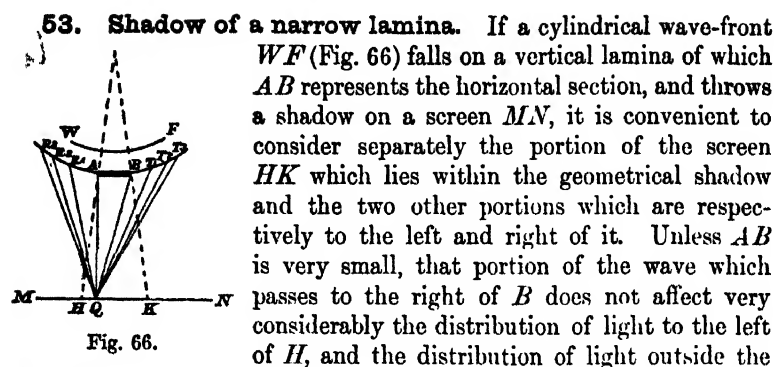 53. Shadow of a narrow lamina. If a cylindrical wave-front
WF (Fig. 66) falls on a vertical lamina of which
AB represents the horizontal section, and throws
a shadow on a screen MN, it is convenient to
consider separately the portion of the screen
HK which lies within the geometrical shadow
and the two other portions which are respec-
tively to the left and right of it. Unless AB
is very small, that portion of the wave which
passes to the right of B does not affect very
considerably the distribution of light to the left
of H, and the distribution of light outside the
W F
A B
M H Q K N
Fig. 66.